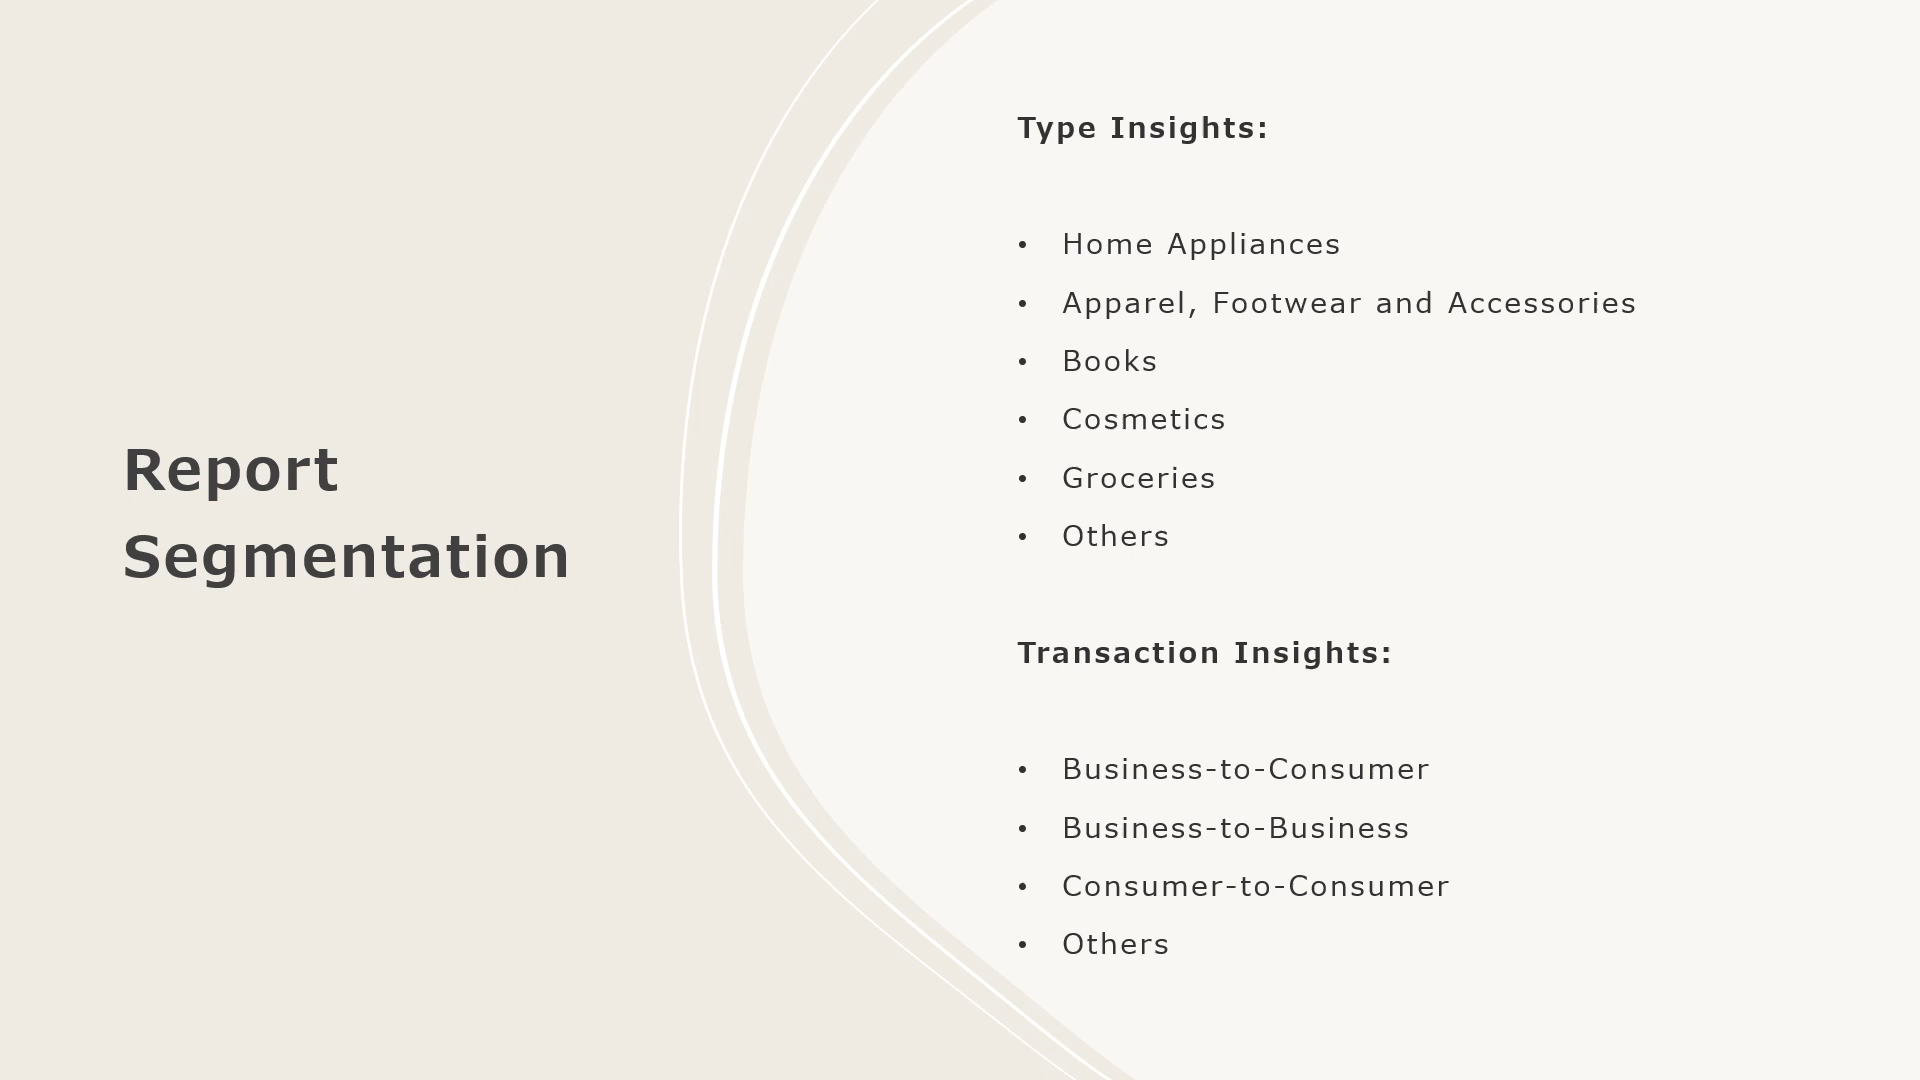 Report
Segmentation
Type Insights:
• Home Appliances
• Apparel, Footwear and Accessories
• Books
• Cosmetics
• Groceries
• Others
Transaction Insights:
• Business-to-Consumer
• Business-to-Business
• Consumer-to-Consumer
• Others